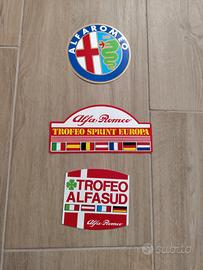 ALFA ROMEO
Alfa Romeo
TROFEO SPRINT EUROPA
TROFEO
ALFASUD
Alfa Romeo
subito